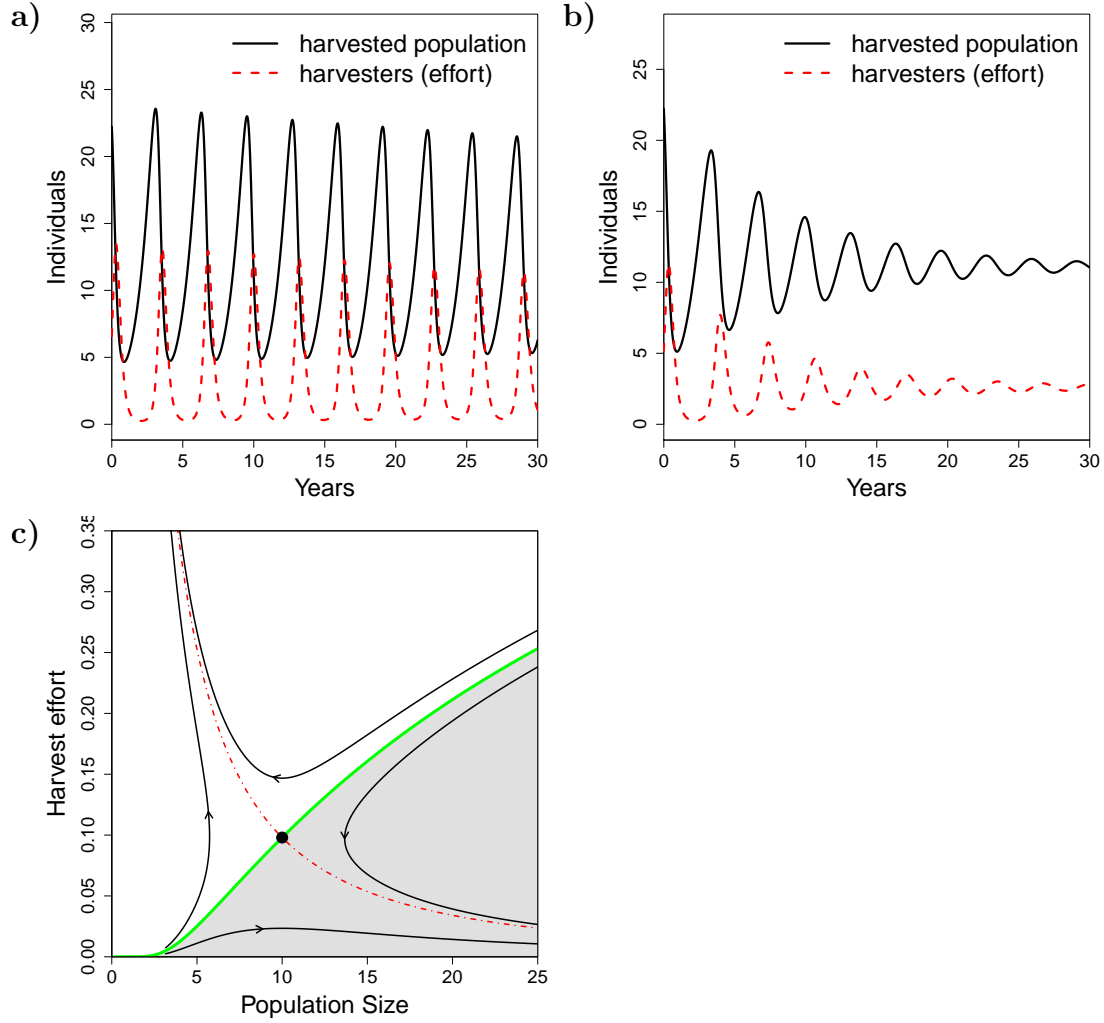 a)
harvested population
harvesters (effort)
Individuals
0 5 10 15 20 25 30
0 5 10 15 20 25 30
Years
b)
harvested population
harvesters (effort)
Individuals
0 5 10 15 20 25
0 5 10 15 20 25 30
Years
c)
Harvest effort
0.00 0.05 0.10 0.15 0.20 0.25 0.30 0.35
0 5 10 15 20 25
Population Size